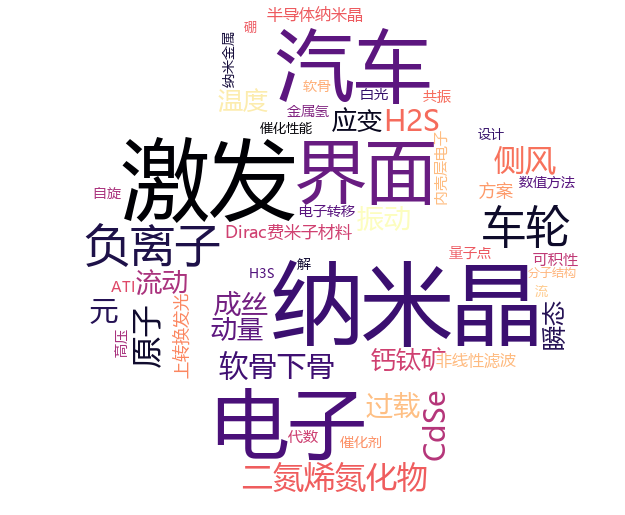 半导体纳米晶
硼
汽车
纳米金属
软骨
白光
共振
温度
金属氢
应变
H2S
催化性能
设计
激发
界面
内壳层电子
侧风
数值方法
方案
自旋
电子转移
振动
车轮
负离子
Dirac费米子材料
量子点
可积性
解
H3S
分子结构
ATI
流动
纳米晶
流
成丝
元
上转换发光
动量
瞬态
原子
高压
软骨下骨
钙钛矿
非线性滤波
电子
过载
CdSe
代数
催化剂
二氮烯氮化物